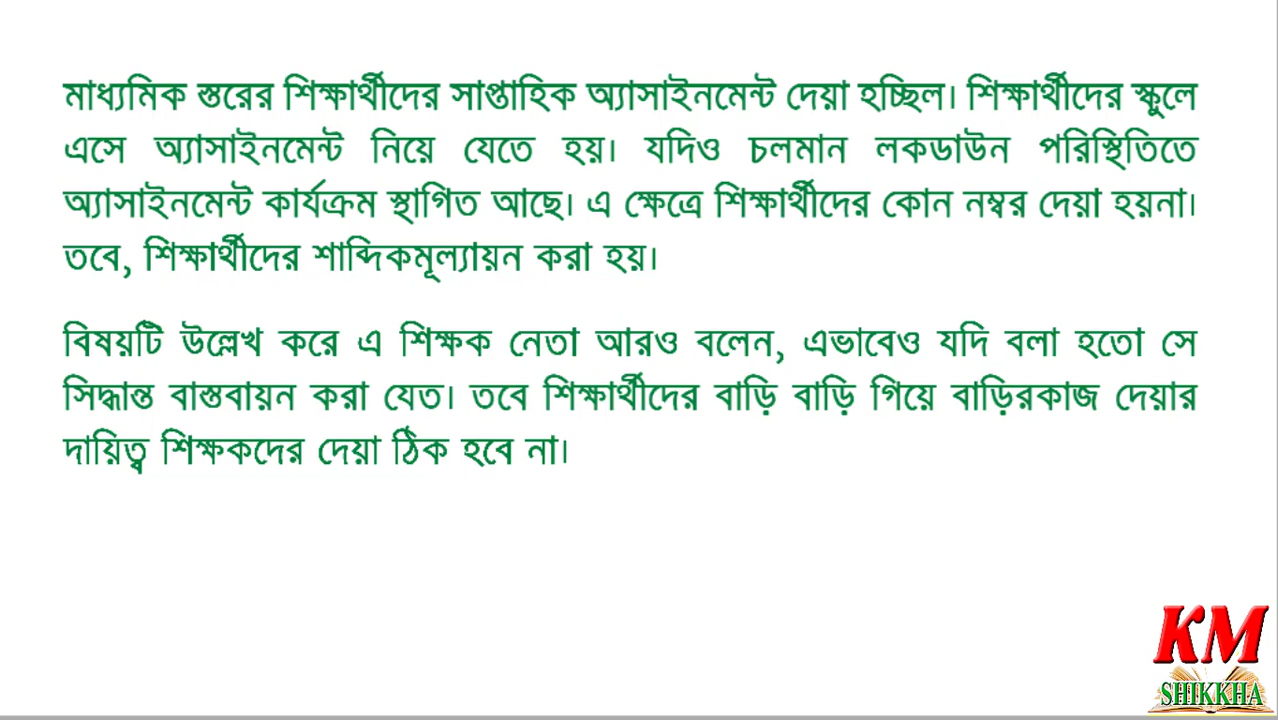 মাধ্যমিক স্তরের শিক্ষার্থীদের সাপ্তাহিক অ্যাসাইনমেন্ট দেয়া হচ্ছিল। শিক্ষার্থীদের স্কুলে
এসে অ্যাসাইনমেন্ট নিয়ে যেতে হয়। যদিও চলমান লকডাউন পরিস্থিতিতে
অ্যাসাইনমেন্ট কার্যক্রম স্থাগিত আছে। এ ক্ষেত্রে শিক্ষার্থীদের কোন নম্বর দেয়া হয়না।
তবে, শিক্ষার্থীদের শাব্দিকমূল্যায়ন করা হয়।
বিষয়টি উল্লেখ করে এ শিক্ষক নেতা আরও বলেন, এভাবেও যদি বলা হতো সে
সিদ্ধান্ত বাস্তবায়ন করা যেত। তবে শিক্ষার্থীদের বাড়ি বাড়ি গিয়ে বাড়িরকাজ দেয়ার
দায়িত্ব শিক্ষকদের দেয়া ঠিক হবে না।
KM
SHIKKHA